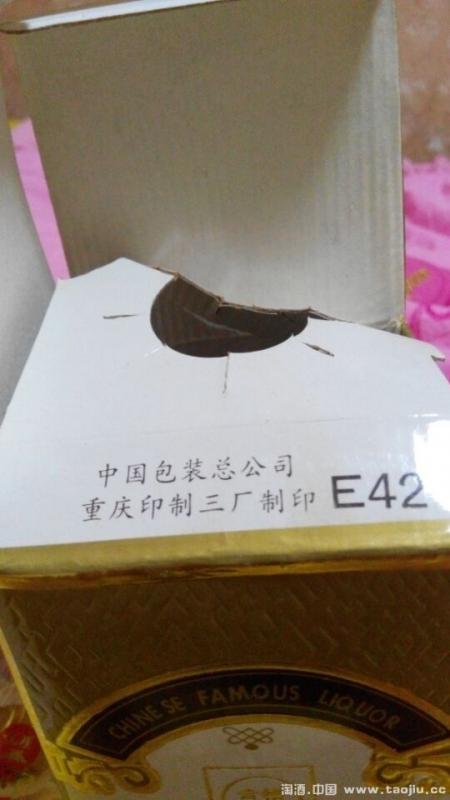 中国包装总公司
重庆印制三厂制印 E42
CHINESE FAMOUS LIQUOR
淘酒.中国 www.taojiu.cc